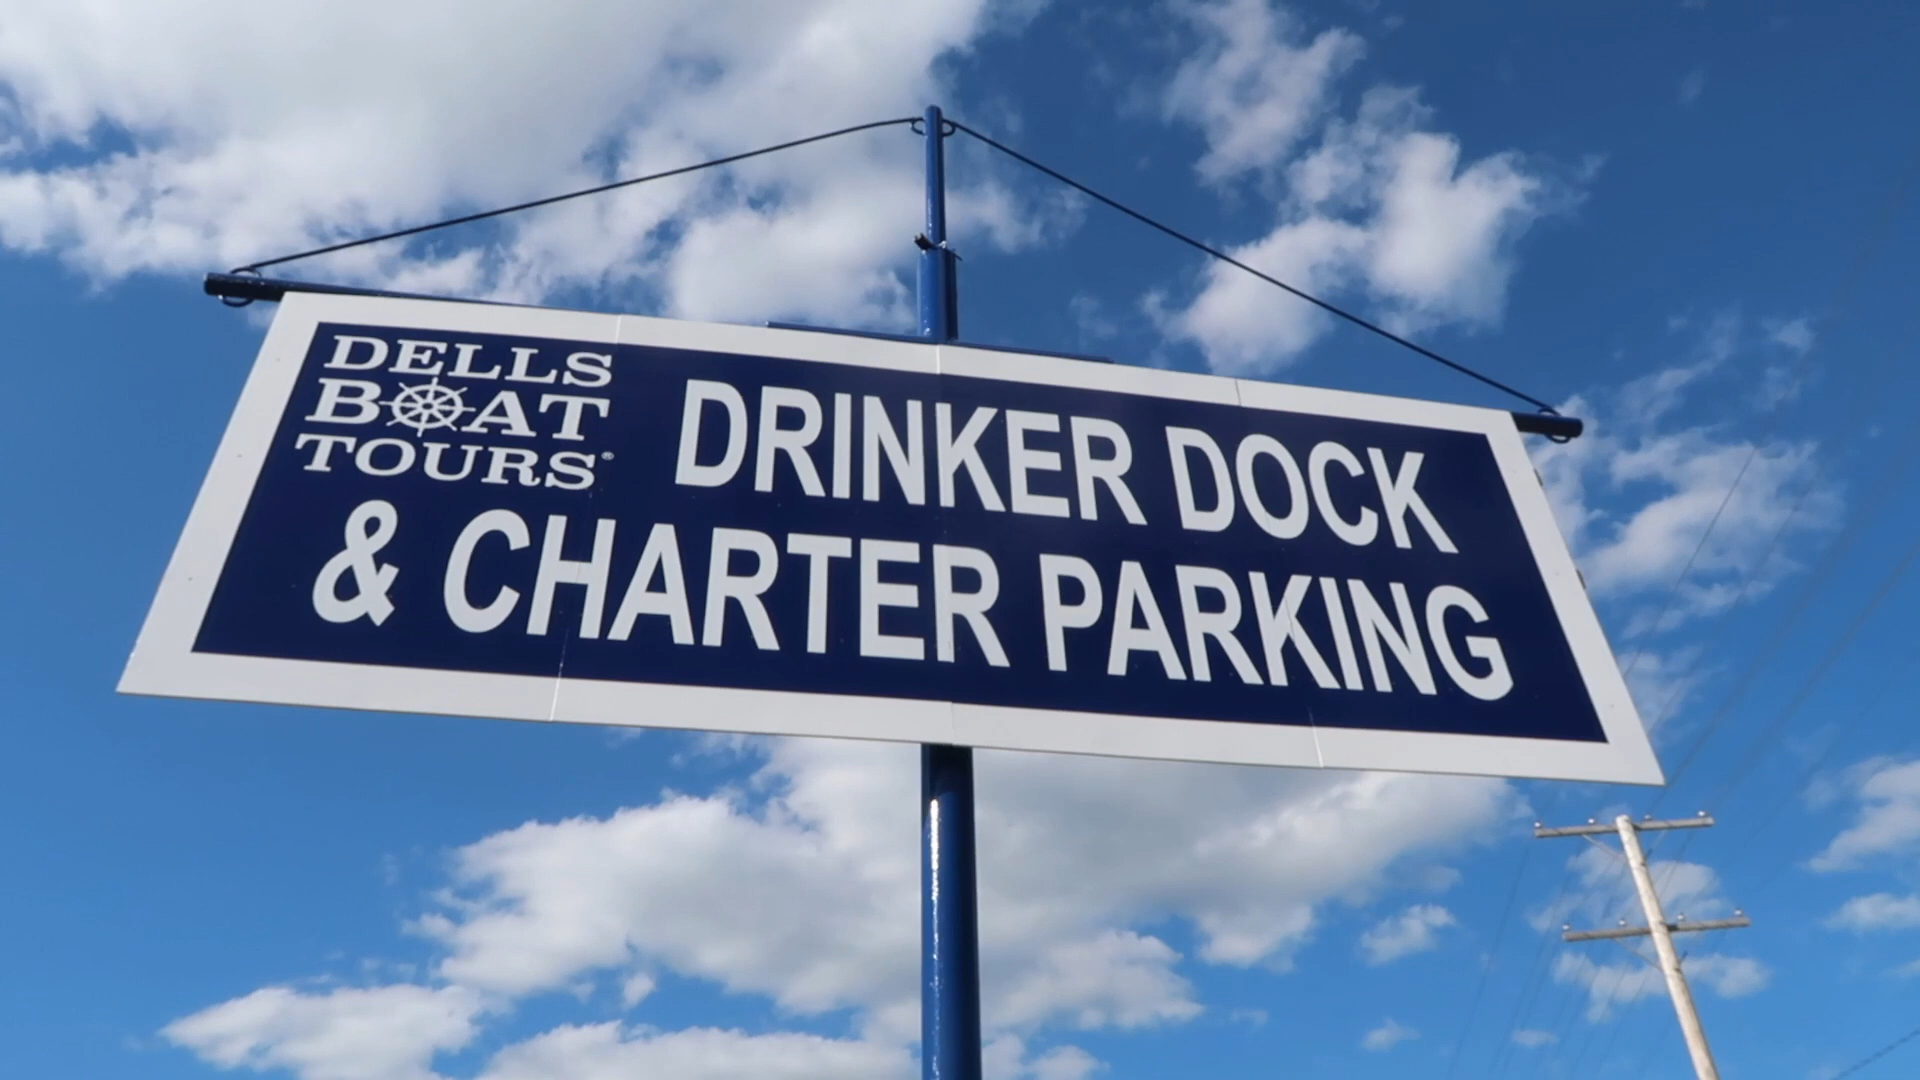 DELLS
BOAT
TOURS®
DRINKER DOCK
& CHARTER PARKING